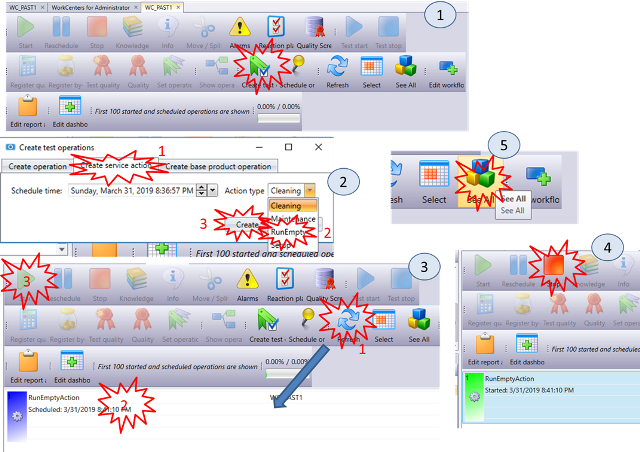 WC_PAST1 WorkCenters for Administrator WC_PAST1
1
Start Reschedule Stop Knowledge Info Move / Spli Alarms Reaction pl Quality Scr Test start Test stop
Register qu Register by Test quality Quality Set operatic Show opera Create test Schedule or Refresh Select See All Edit workflo
Edit report Edit dashbo First 100 started and scheduled operations are shown 0.00% / 0.00%
Create test operations
1
Create operation Create service action Create base product operation
2
Schedule time: Sunday, March 31, 2019 8:36:57 PM Action type Cleaning
Cleaning
3 Create Maintenance
RunEmpty 2
Setup
First 100 started and scheduled ope
5
sh Select See All workflo
See All
See All
3
3 Reschedule Stop Knowledge Info Move / Spli Alarms Reaction pl Quality Scre Test start Test stop
Register qu Register by Test quality Quality Set operatic Show opera Create test Schedule or Refresh Select See All
1
Edit report Edit dashbo First 100 started and scheduled operations are shown 0.00% / 0.00%
RunEmptyAction WC_PAST1
Scheduled: 3/31/2019 8:41:10 PM
2
4
Start Reschedule Stop Knowledge
Register qu Register by Test quality Quality Set operatic
Edit report Edit dashbo First 100 started and scheduled
1 RunEmptyAction
Started: 3/31/2019 8:41:10 PM